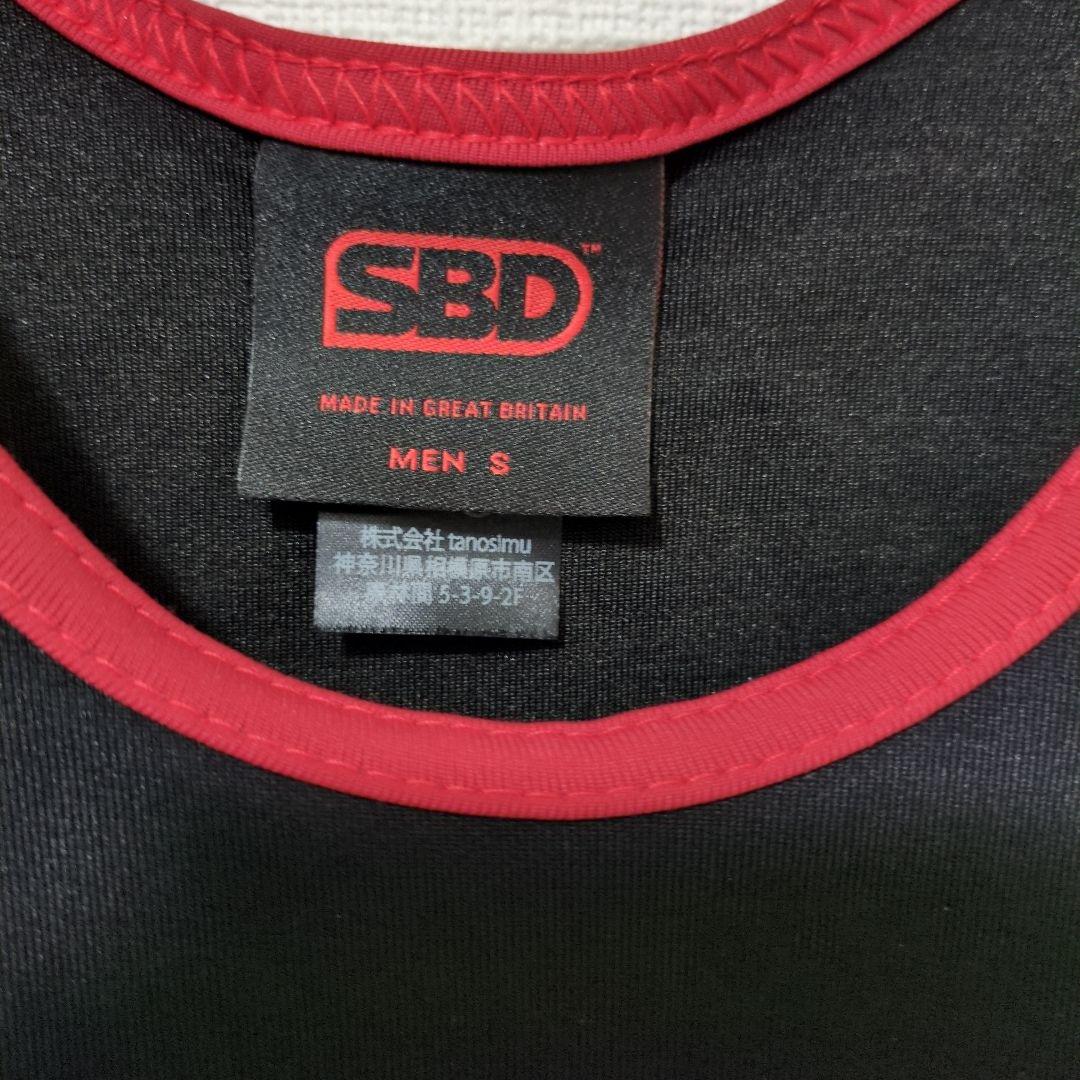 SBD™
MADE IN GREAT BRITAIN
MEN S
株式会社 tanosimu
神奈川県相模原市南区
5-3-9-2F